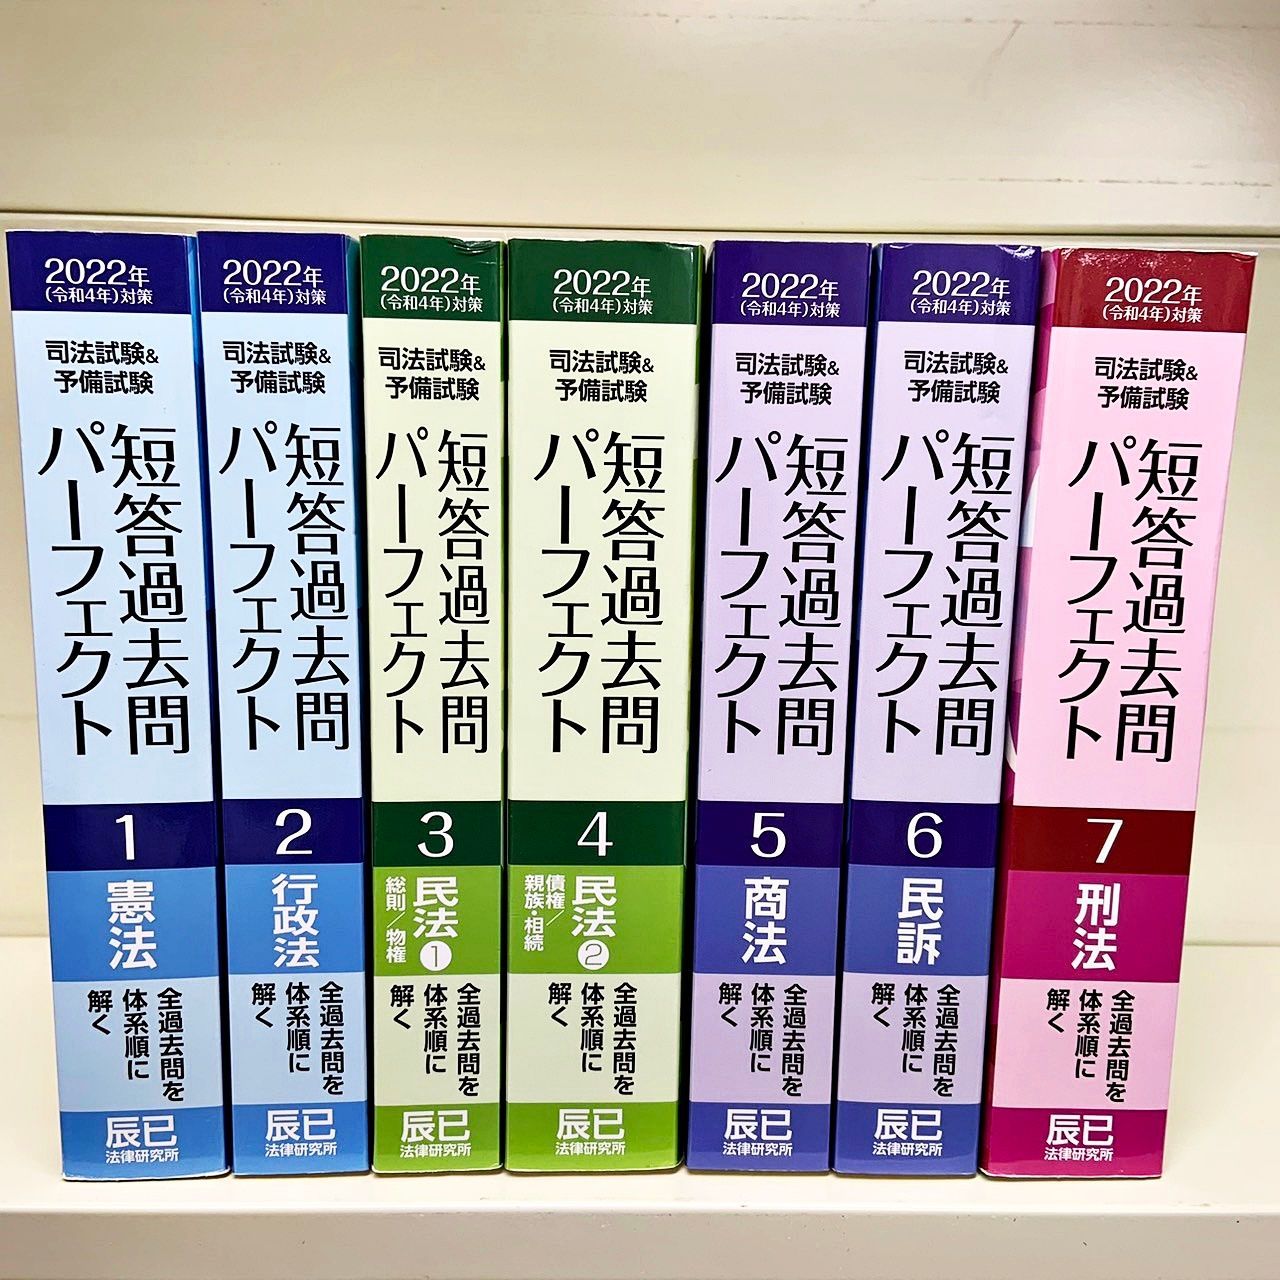 2022年
(令和4年)対策
司法試験&
予備試験
短答過去問
パーフェクト
1
憲法
全過去問を
体系順に
解く
辰已
法律研究所
2022年
(令和4年)対策
司法試験&
予備試験
短答過去問
パーフェクト
2
行政法
全過去問を
体系順に
解く
辰已
法律研究所
2022年
(令和4年)対策
司法試験&
予備試験
短答過去問
パーフェクト
3
民法1
総則/物権
全過去問を
体系順に
解く
辰已
法律研究所
2022年
(令和4年)対策
司法試験&
予備試験
短答過去問
パーフェクト
4
民法2
債権/
親族・相続
全過去問を
体系順に
解く
辰已
法律研究所
2022年
(令和4年)対策
司法試験&
予備試験
短答過去問
パーフェクト
5
商法
全過去問を
体系順に
解く
辰已
法律研究所
2022年
(令和4年)対策
司法試験&
予備試験
短答過去問
パーフェクト
6
民訴
全過去問を
体系順に
解く
辰已
法律研究所
2022年
(令和4年)対策
司法試験&
予備試験
短答過去問
パーフェクト
7
刑法
全過去問を
体系順に
解く
辰已
法律研究所